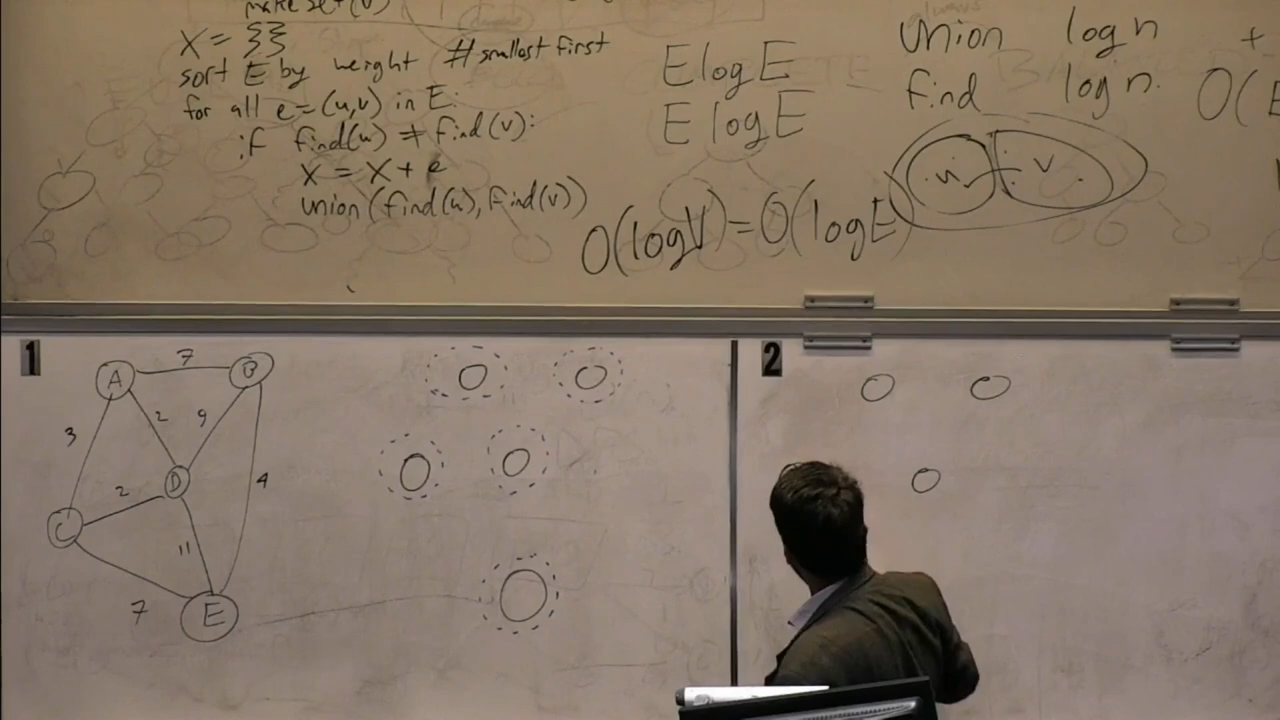 makeset(v)
X = {}
sort E by weight #smallest first
for all e=(u,v) in E:
if find(u) ≠ find(v):
X = X + e
union(find(u), find(v))
E log E
E log E
O(log V) = O(log E)
union log n +
find log n. O(E
u v
1
A 7 B
3 2 9 4
2 D
C
11
7 E
2